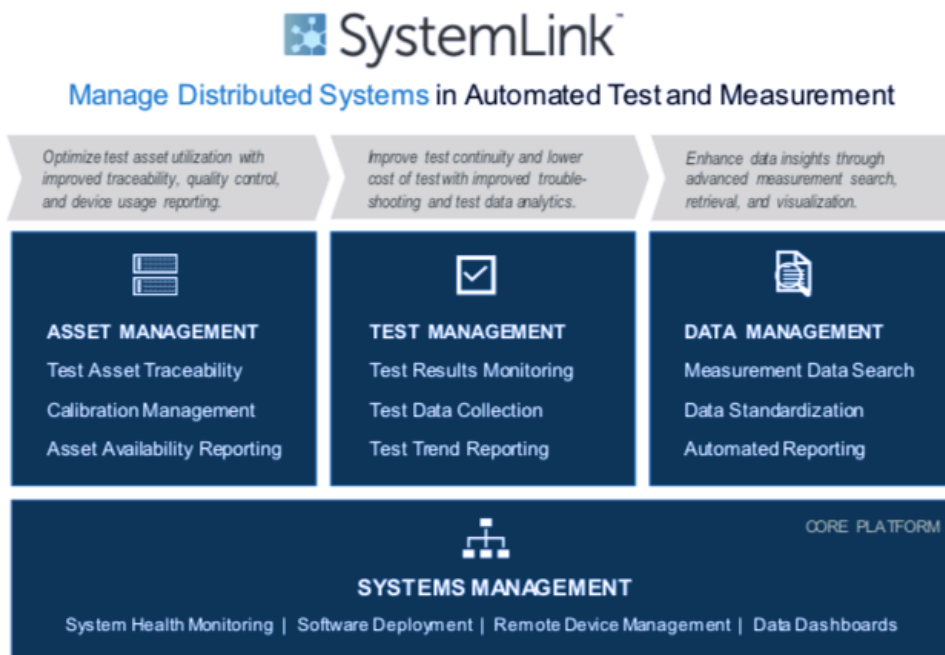 SystemLink™
Manage Distributed Systems in Automated Test and Measurement
Optimize test asset utilization with
improved traceability, quality control,
and device usage reporting.
Improve test continuity and lower
cost of test with improved trouble-
shooting and test data analytics.
Enhance data insights through
advanced measurement search,
retrieval, and visualization.
ASSET MANAGEMENT
Test Asset Traceability
Calibration Management
Asset Availability Reporting
TEST MANAGEMENT
Test Results Monitoring
Test Data Collection
Test Trend Reporting
DATA MANAGEMENT
Measurement Data Search
Data Standardization
Automated Reporting
CORE PLATFORM
SYSTEMS MANAGEMENT
System Health Monitoring | Software Deployment | Remote Device Management | Data Dashboards